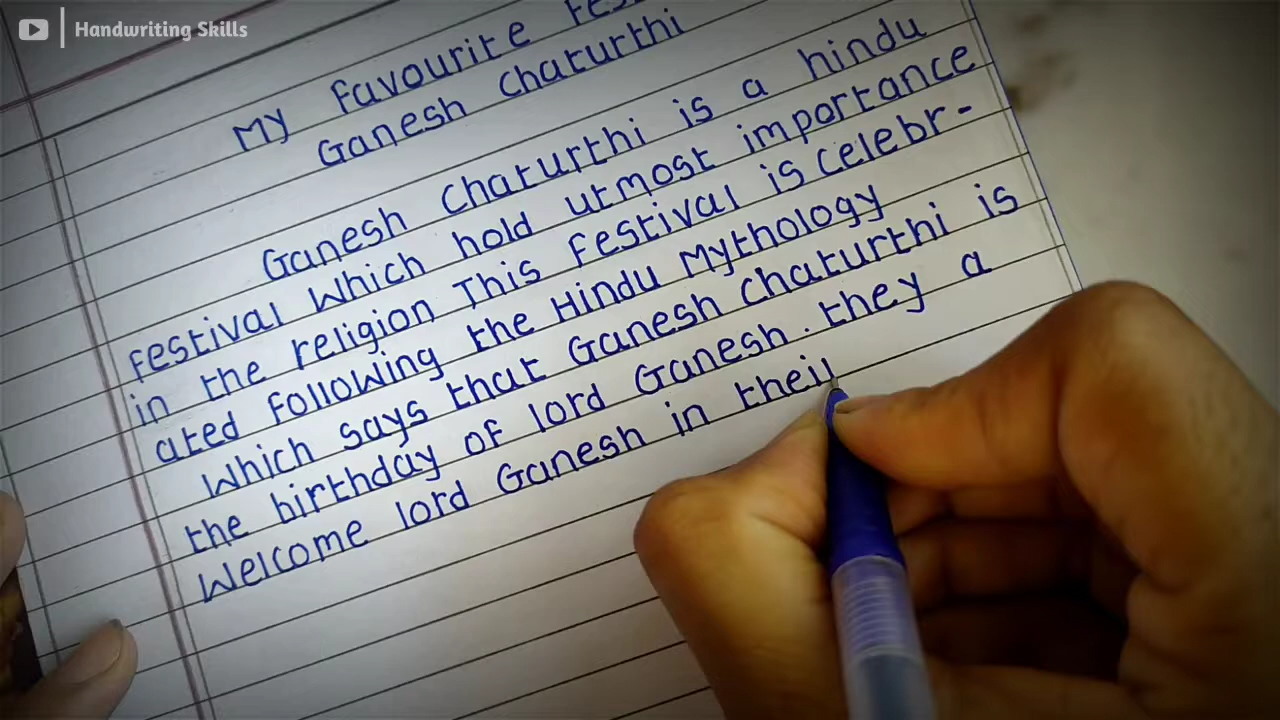 Handwriting Skills
My Favourite Fes
Ganesh Chaturthi
Ganesh Chaturthi is a hindu
Festival Which hold utmost importance
in the religion, This Festival is celebr-
ated Following the Hindu Mythology
Which says that Ganesh Chaturthi is
the birthday of lord Ganesh. they a
Welcome lord Ganesh in thei